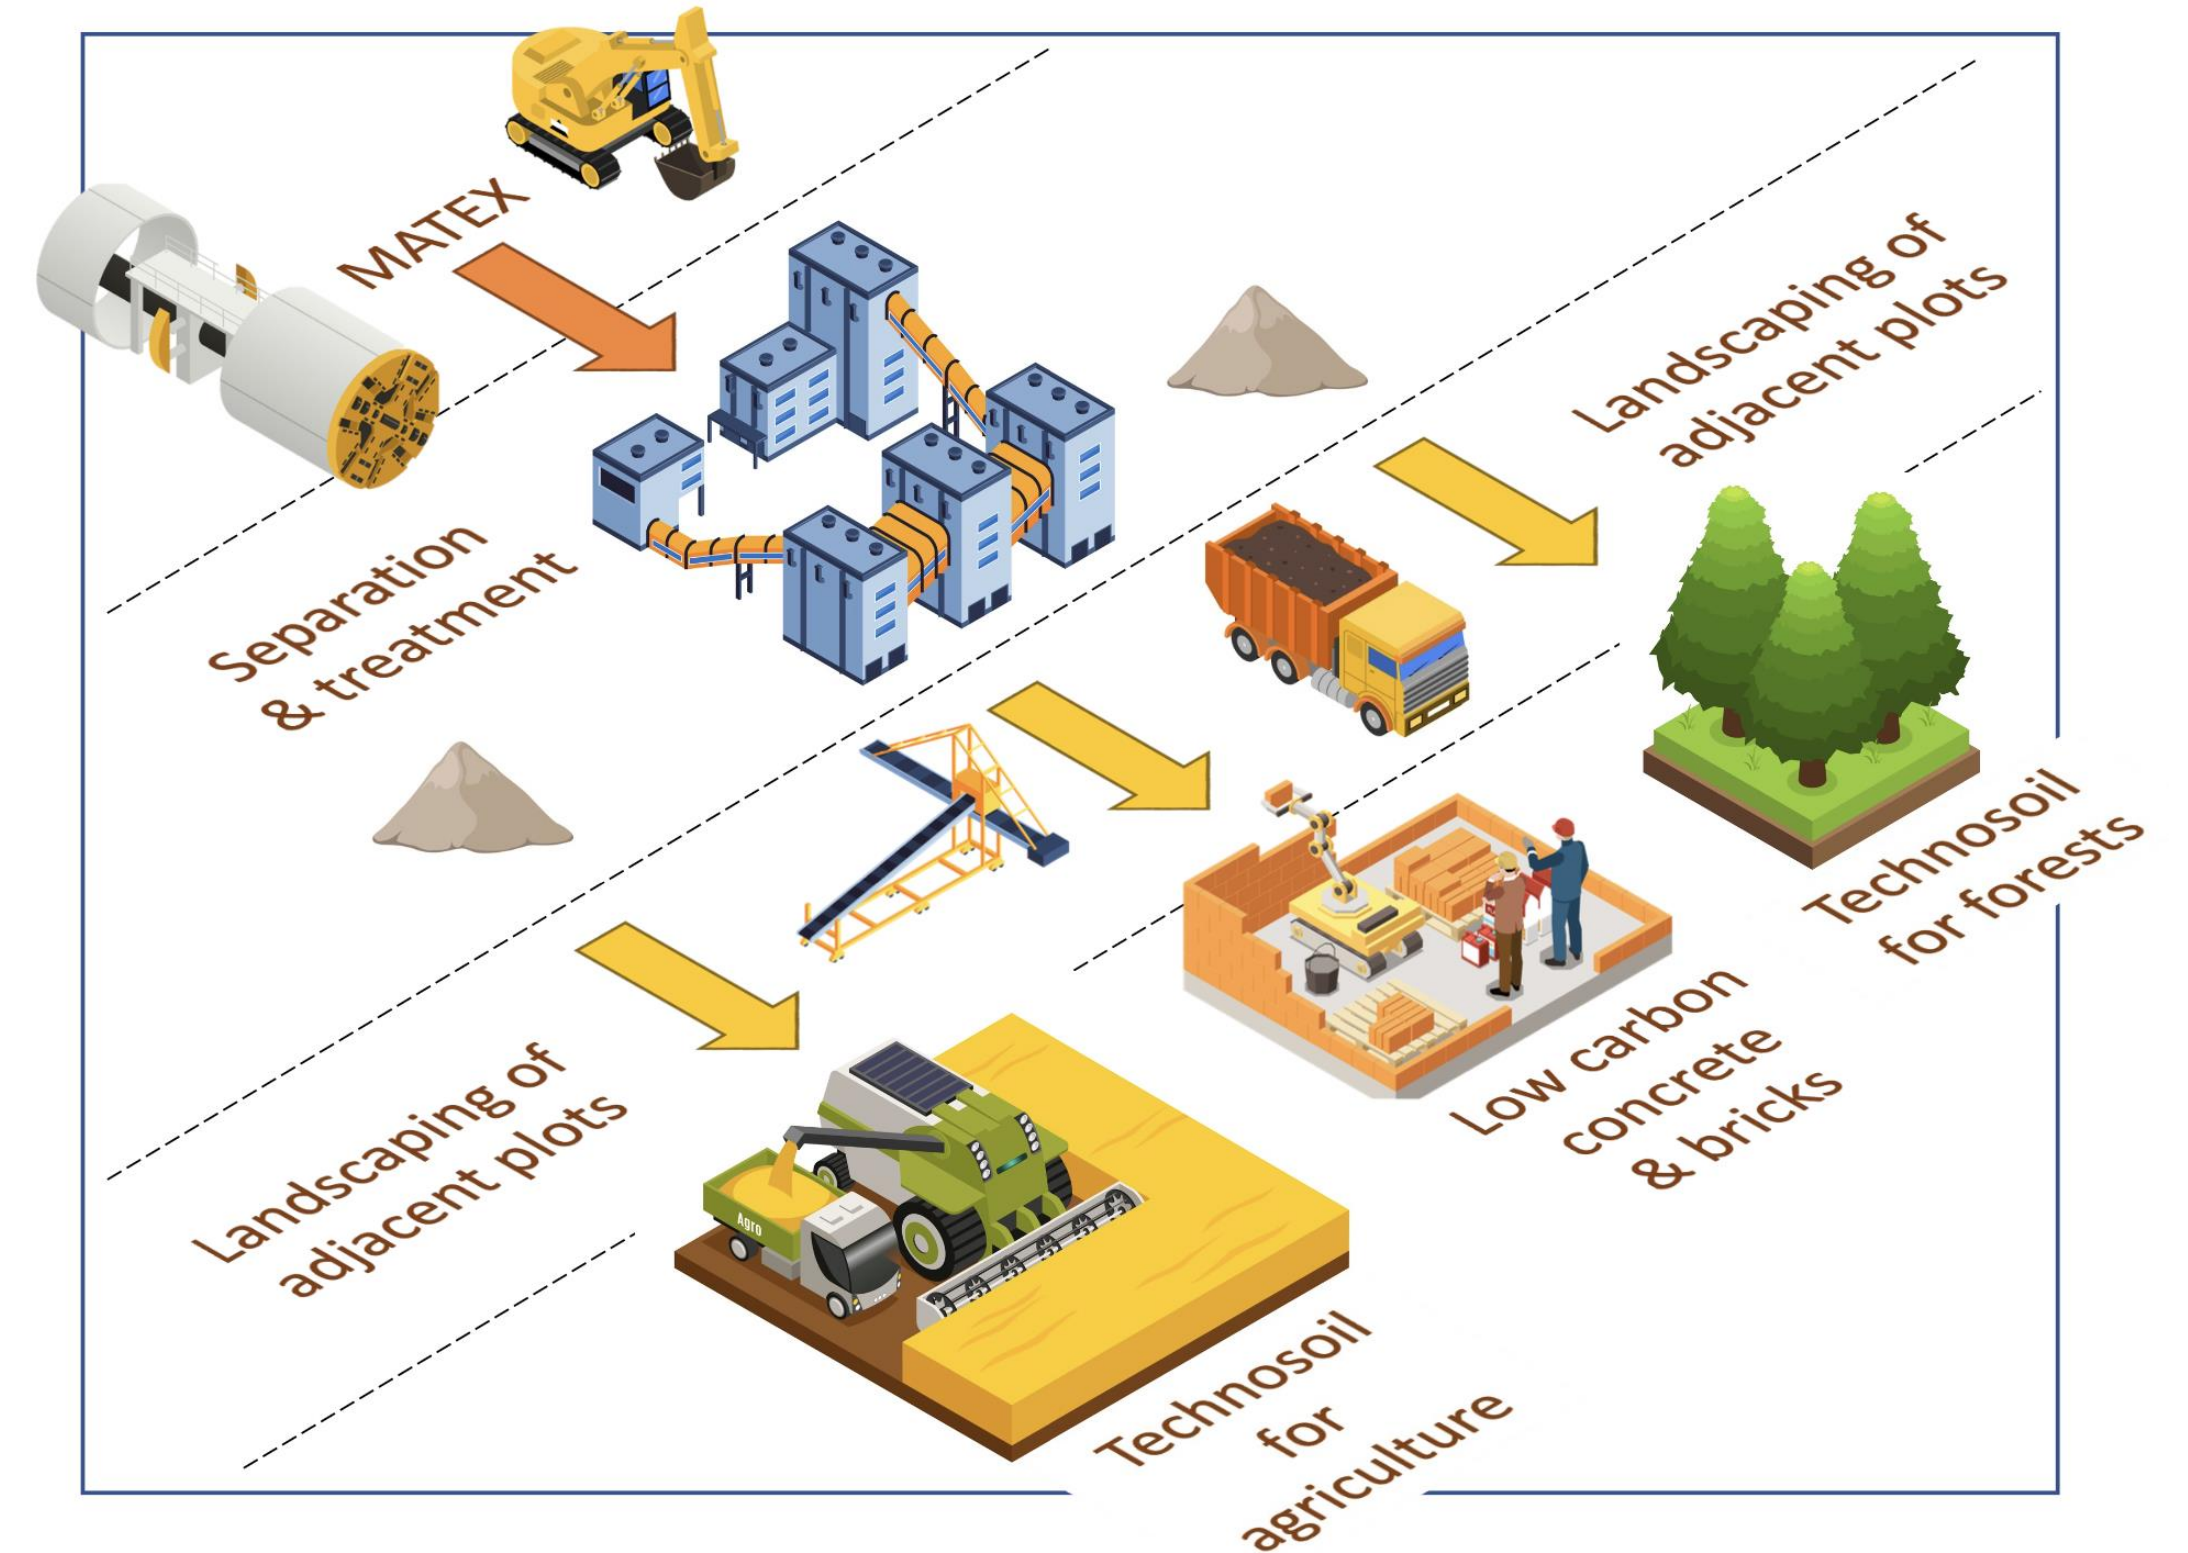 MATEX
Separation
& treatment
Landscaping of
adjacent plots
Landscaping of
adjacent plots
Technosoil
for forests
Low carbon
concrete
& bricks
Agro
Technosoil
for
agriculture